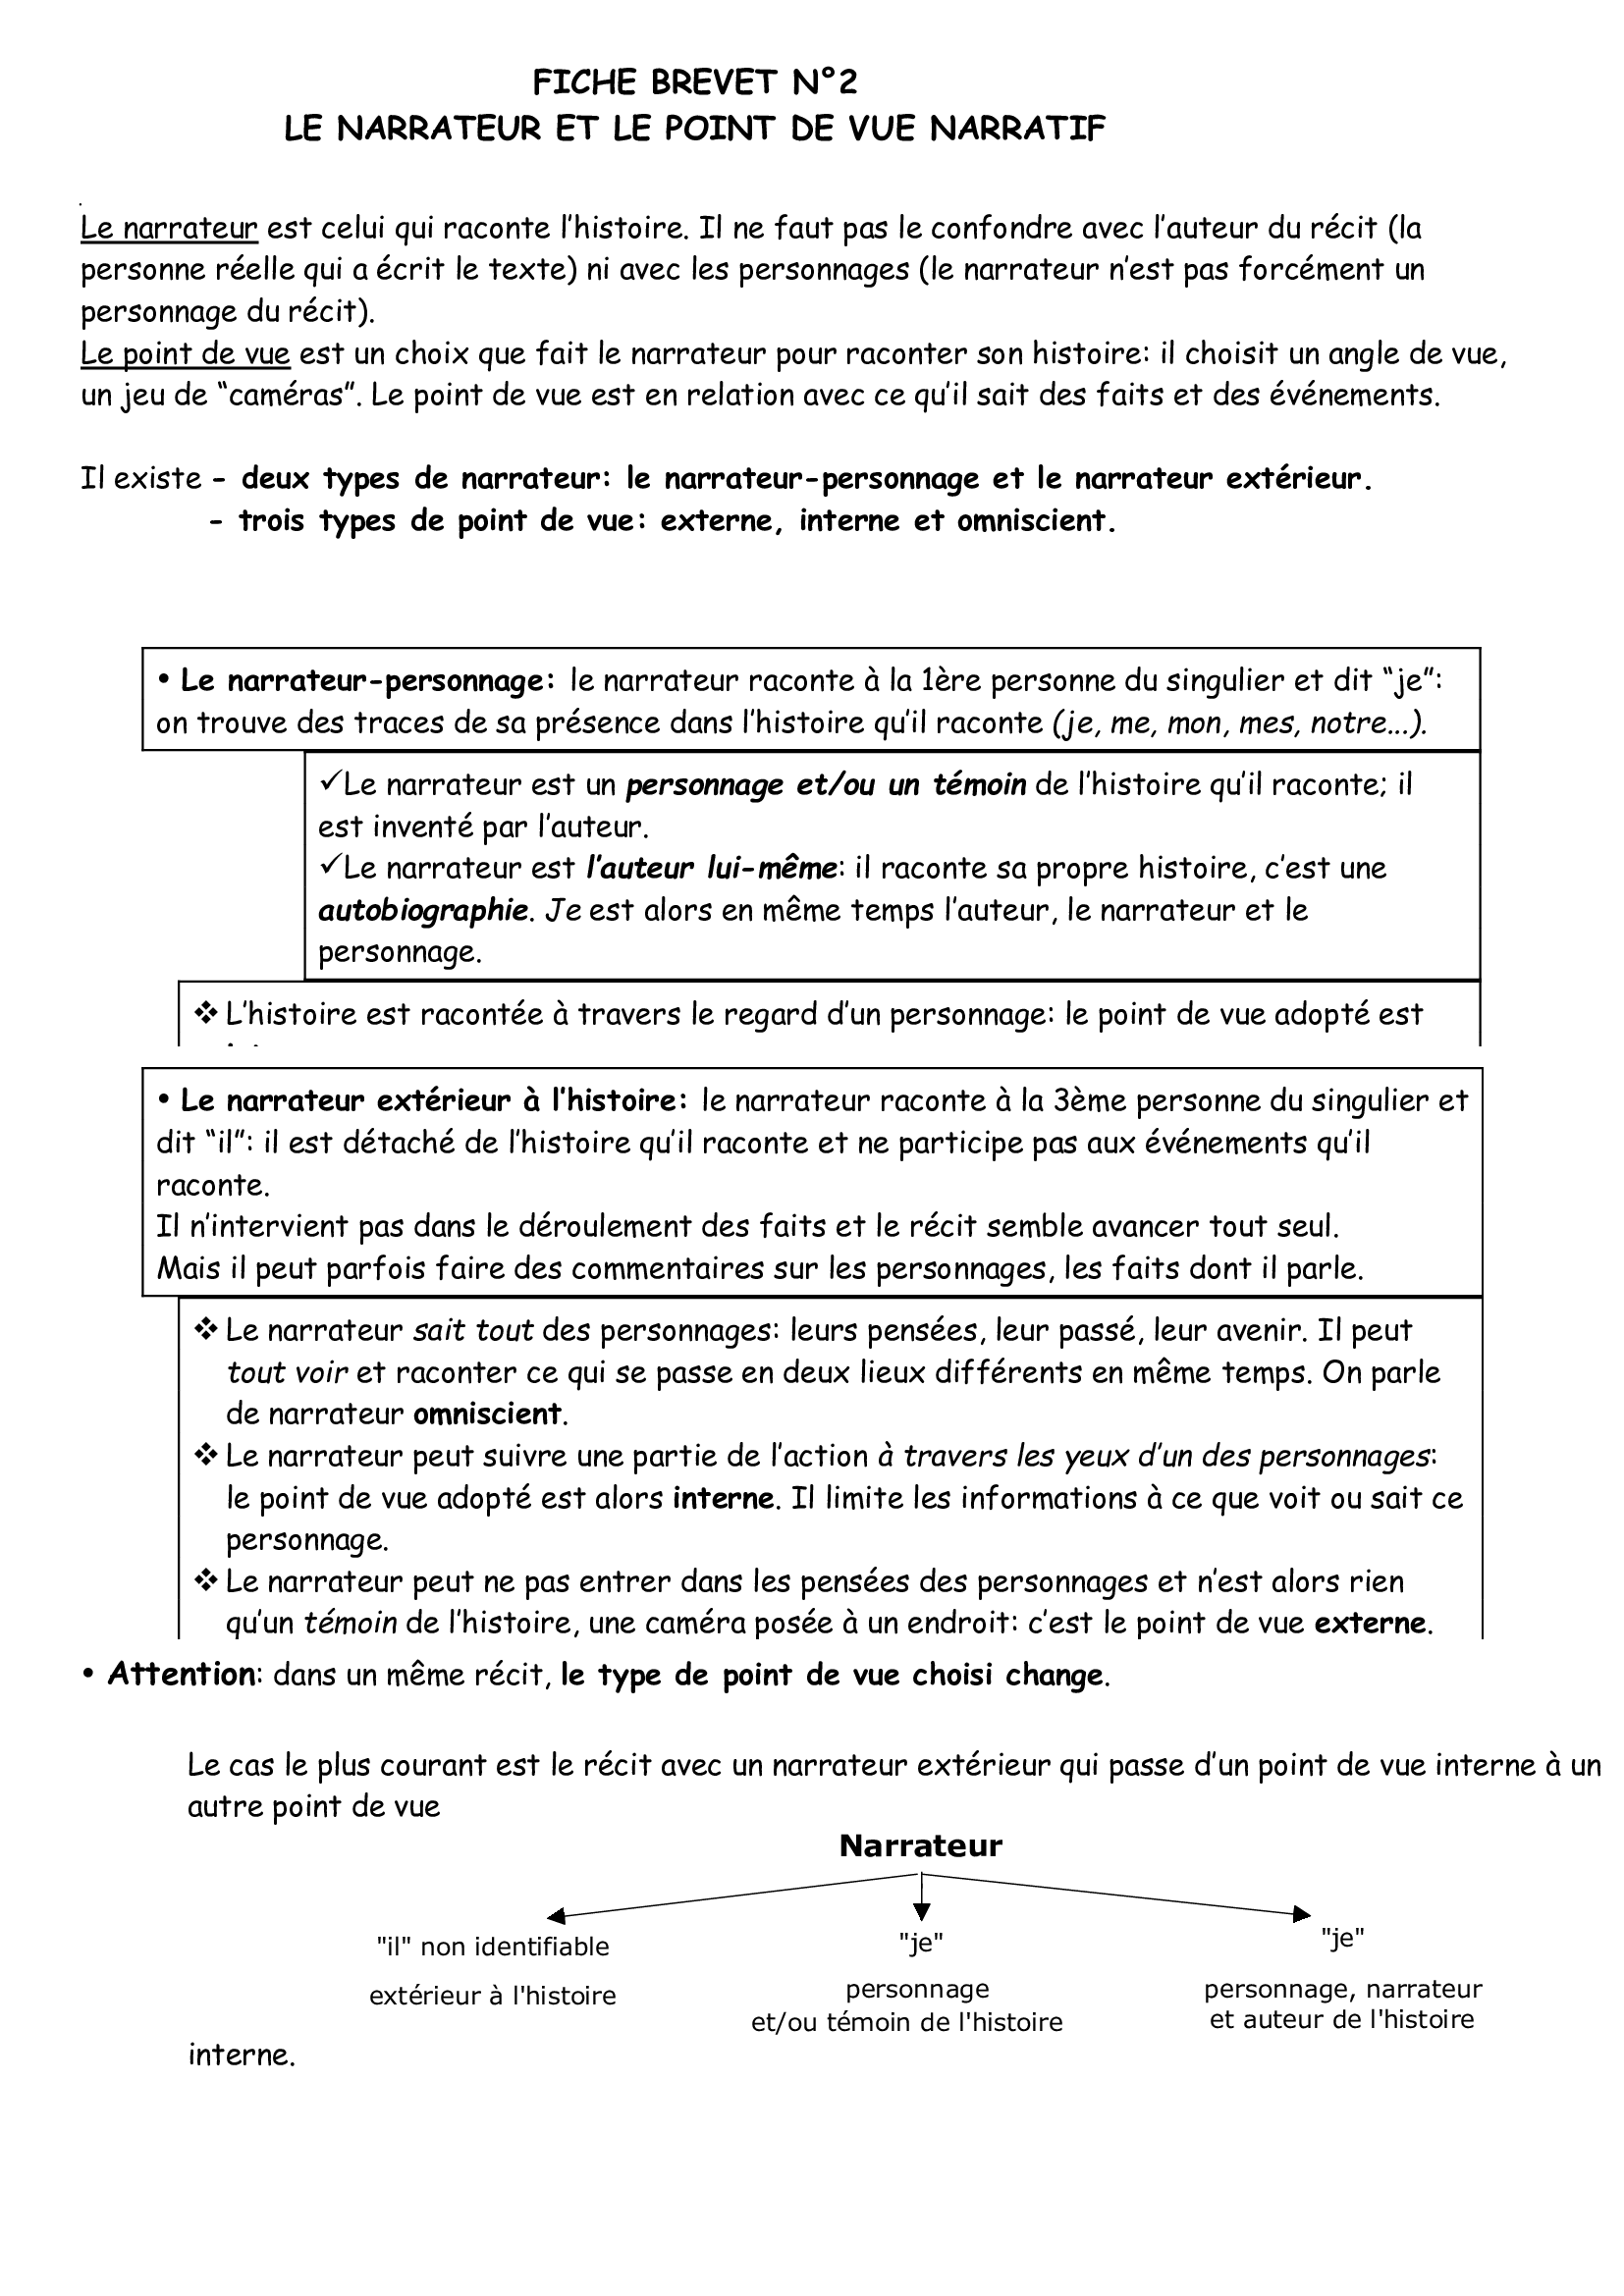 FICHE BREVET N°2
LE NARRATEUR ET LE POINT DE VUE NARRATIF
Le narrateur est celui qui raconte l’histoire. Il ne faut pas le confondre avec l’auteur du récit (la
personne réelle qui a écrit le texte) ni avec les personnages (le narrateur n’est pas forcément un
personnage du récit).
Le point de vue est un choix que fait le narrateur pour raconter son histoire: il choisit un angle de vue,
un jeu de “caméras”. Le point de vue est en relation avec ce qu’il sait des faits et des événements.
Il existe - deux types de narrateur: le narrateur-personnage et le narrateur extérieur.
- trois types de point de vue: externe, interne et omniscient.
• Le narrateur-personnage: le narrateur raconte à la 1ère personne du singulier et dit “je”:
on trouve des traces de sa présence dans l’histoire qu’il raconte (je, me, mon, mes, notre...).
✓Le narrateur est un personnage et/ou un témoin de l’histoire qu’il raconte; il
est inventé par l’auteur.
✓Le narrateur est l’auteur lui-même: il raconte sa propre histoire, c’est une
autobiographie. Je est alors en même temps l’auteur, le narrateur et le
personnage.
❖ L’histoire est racontée à travers le regard d’un personnage: le point de vue adopté est
• Le narrateur extérieur à l’histoire: le narrateur raconte à la 3ème personne du singulier et
dit “il”: il est détaché de l’histoire qu’il raconte et ne participe pas aux événements qu’il
raconte.
Il n’intervient pas dans le déroulement des faits et le récit semble avancer tout seul.
Mais il peut parfois faire des commentaires sur les personnages, les faits dont il parle.
❖ Le narrateur sait tout des personnages: leurs pensées, leur passé, leur avenir. Il peut
tout voir et raconter ce qui se passe en deux lieux différents en même temps. On parle
de narrateur omniscient.
❖ Le narrateur peut suivre une partie de l’action à travers les yeux d’un des personnages:
le point de vue adopté est alors interne. Il limite les informations à ce que voit ou sait ce
personnage.
❖ Le narrateur peut ne pas entrer dans les pensées des personnages et n’est alors rien
qu’un témoin de l’histoire, une caméra posée à un endroit: c’est le point de vue externe.
• Attention: dans un même récit, le type de point de vue choisi change.
Le cas le plus courant est le récit avec un narrateur extérieur qui passe d’un point de vue interne à un
autre point de vue
Narrateur
"il" non identifiable
extérieur à l'histoire
"je"
personnage
et/ou témoin de l'histoire
"je"
personnage, narrateur
et auteur de l'histoire
interne.